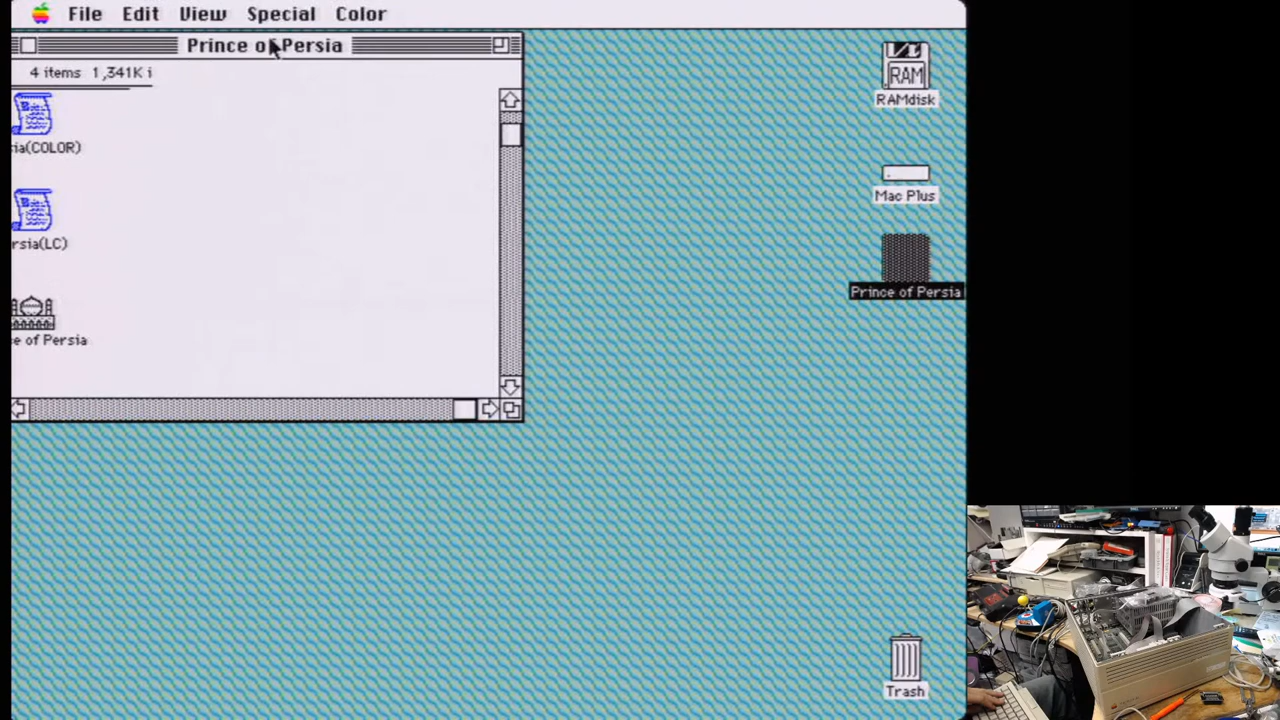 File Edit View Special Color
Prince of Persia
4 items 1,341K i
ia(COLOR)
rsia(LC)
e of Persia
RAM
RAMdisk
Mac Plus
Prince of Persia
Trash